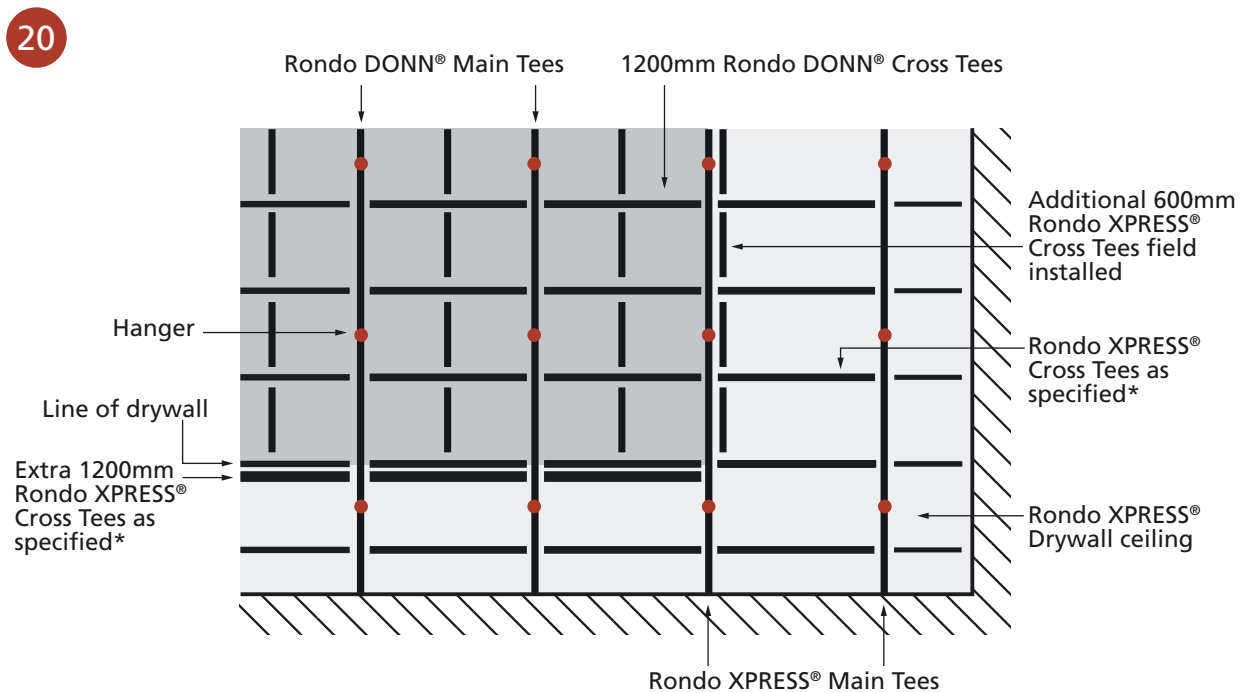 20
Rondo DONN® Main Tees
1200mm Rondo DONN® Cross Tees
Additional 600mm
Rondo XPRESS®
Cross Tees field
installed
Hanger
Rondo XPRESS®
Cross Tees as
specified*
Line of drywall
Extra 1200mm
Rondo XPRESS®
Cross Tees as
specified*
Rondo XPRESS®
Drywall ceiling
Rondo XPRESS® Main Tees